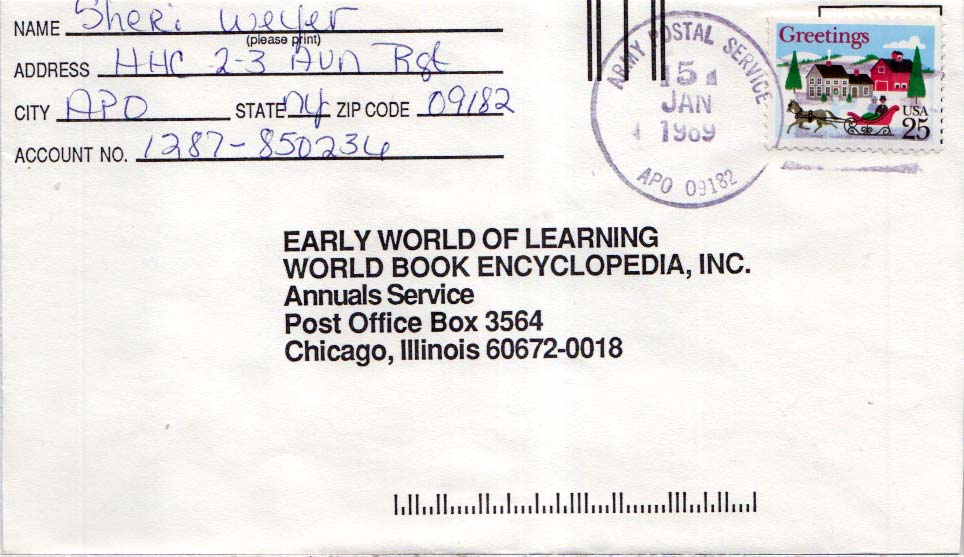 NAME Sheri Weyer
(please print)
ADDRESS HHC 2-3 AVN Rgt
CITY APO STATE NY ZIP CODE 09182
ACCOUNT NO. 1287-850234
ARMY POSTAL SERVICE
5
JAN
1989
APO 09182
Greetings
USA
25
EARLY WORLD OF LEARNING
WORLD BOOK ENCYCLOPEDIA, INC.
Annuals Service
Post Office Box 3564
Chicago, Illinois 60672-0018